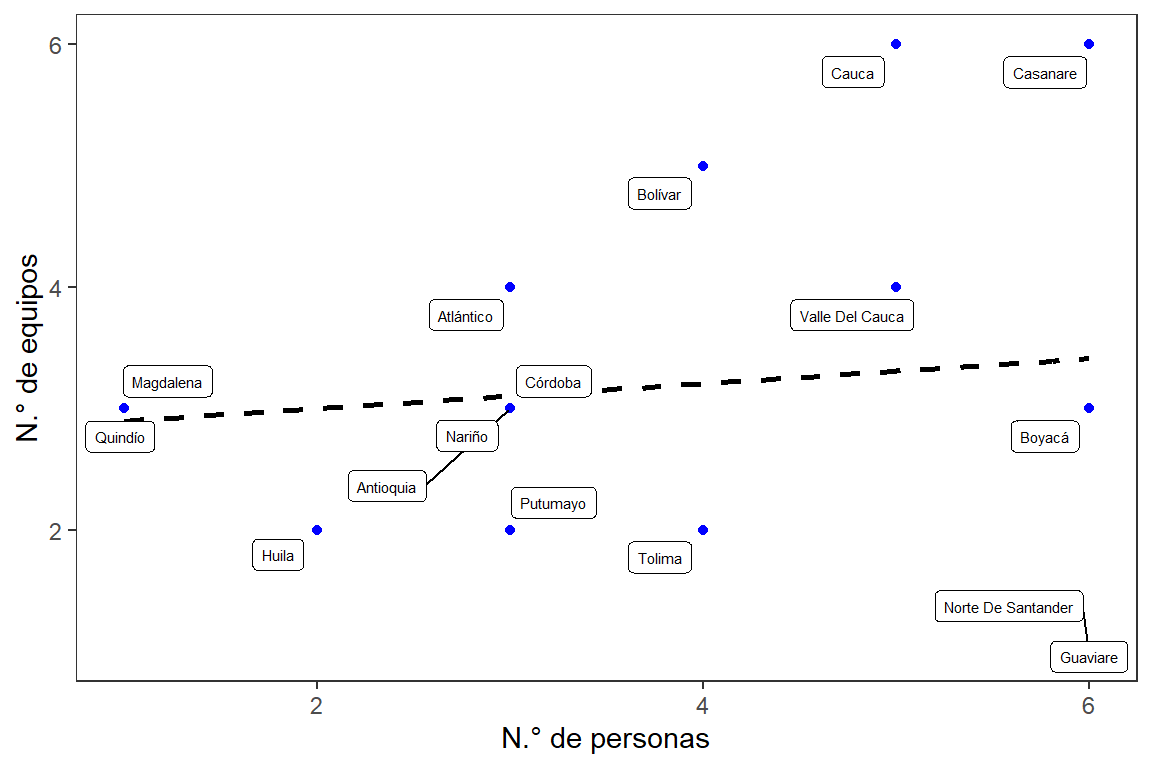 6
Cauca
Casanare
Bolívar
N.° de equipos
4
Atlántico
Valle Del Cauca
Magdalena
Córdoba
Quindío
Nariño
Boyacá
Antioquia
Putumayo
2
Huila
Tolima
Norte De Santander
Guaviare
2
4
6
N.° de personas